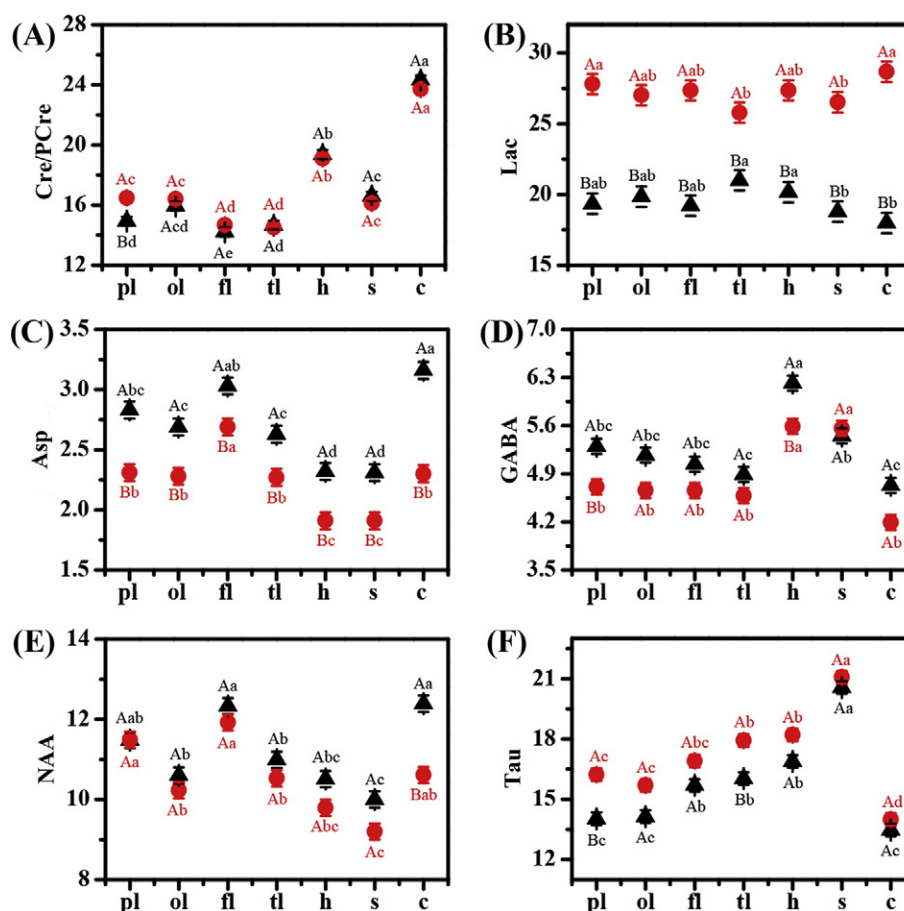 (A)
Cre/PCre
28
24
20
16
12
Ac Ac Ad Ad Ab Ac Aa
Bd Acd Ae Ad Ab Ac Aa
pl ol fl tl h s c
(B)
Lac
30
25
20
15
Aa Aab Aab Ab Aab Ab Aa
Bab Bab Bab Ba Ba Bb Bb
pl ol fl tl h s c
(C)
Asp
3.5
3.0
2.5
2.0
1.5
Abc Ac Aab Ac Ad Ad Aa
Bb Bb Ba Bb Bc Bc Bb
pl ol fl tl h s c
(D)
GABA
7.0
6.3
5.6
4.9
4.2
3.5
Abc Abc Abc Ac Aa Aa Ac
Bb Ab Ab Ab Ba Ab Ab
pl ol fl tl h s c
(E)
NAA
14
12
10
8
Aab Ab Aa Ab Abc Ac Aa
Aa Ab Aa Ab Abc Ac Bab
pl ol fl tl h s c
(F)
Tau
21
18
15
12
Ac Ac Abc Ab Ab Aa Ad
Bc Ac Ab Bb Ab Aa Ac
pl ol fl tl h s c